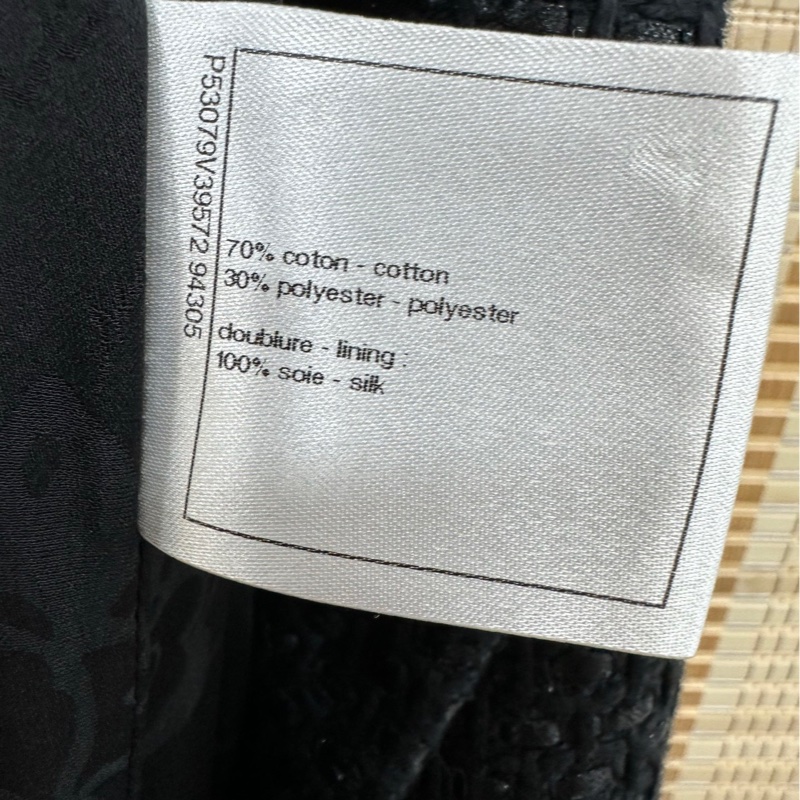 P53079V39572 94305
70% coton - cotton
30% polyester - polyester
doublure - lining :
100% soie - silk